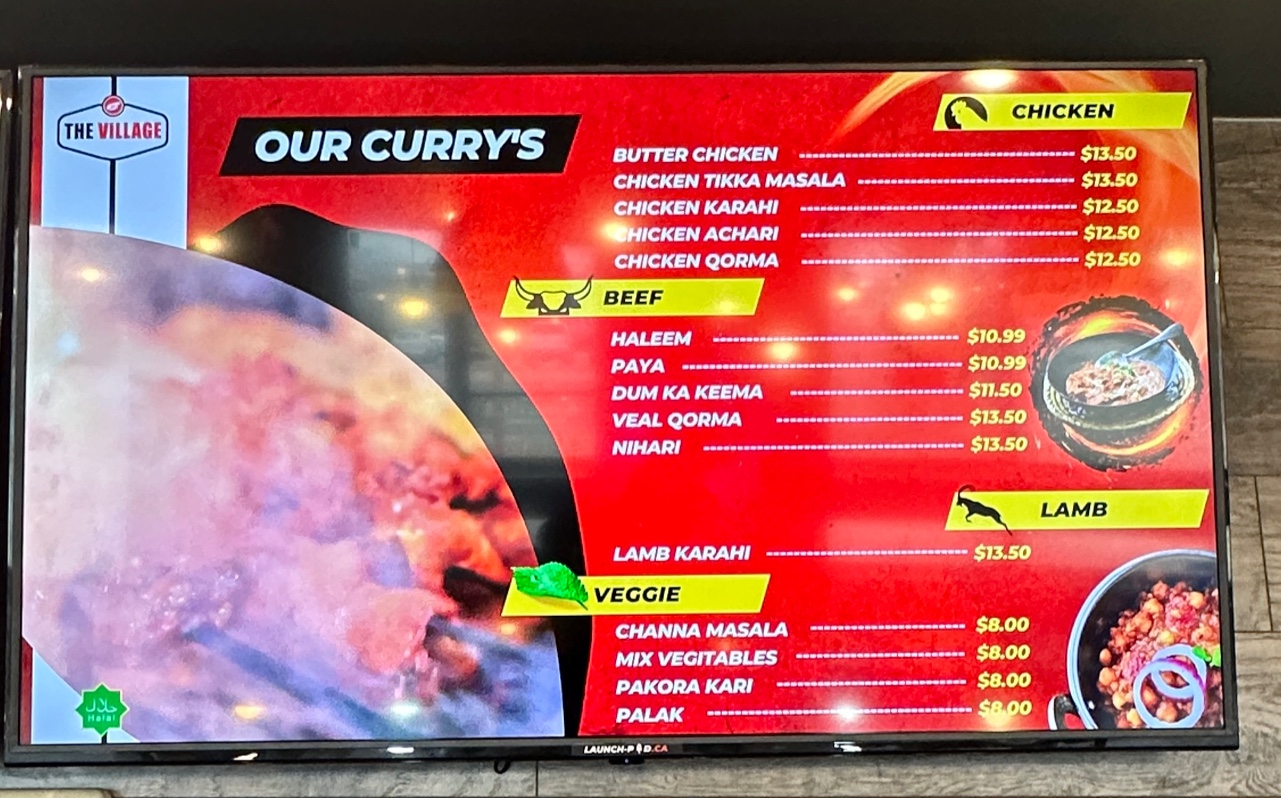 THE VILLAGE
OUR CURRY'S
CHICKEN
BUTTER CHICKEN $13.50
CHICKEN TIKKA MASALA $13.50
CHICKEN KARAHI $12.50
CHICKEN ACHARI $12.50
CHICKEN QORMA $12.50
BEEF
HALEEM $10.99
PAYA $10.99
DUM KA KEEMA $11.50
VEAL QORMA $13.50
NIHARI $13.50
LAMB
LAMB KARAHI $13.50
VEGGIE
CHANNA MASALA $8.00
MIX VEGITABLES $8.00
PAKORA KARI $8.00
PALAK $8.00
حلال
Halal
LAUNCH-POD.CA